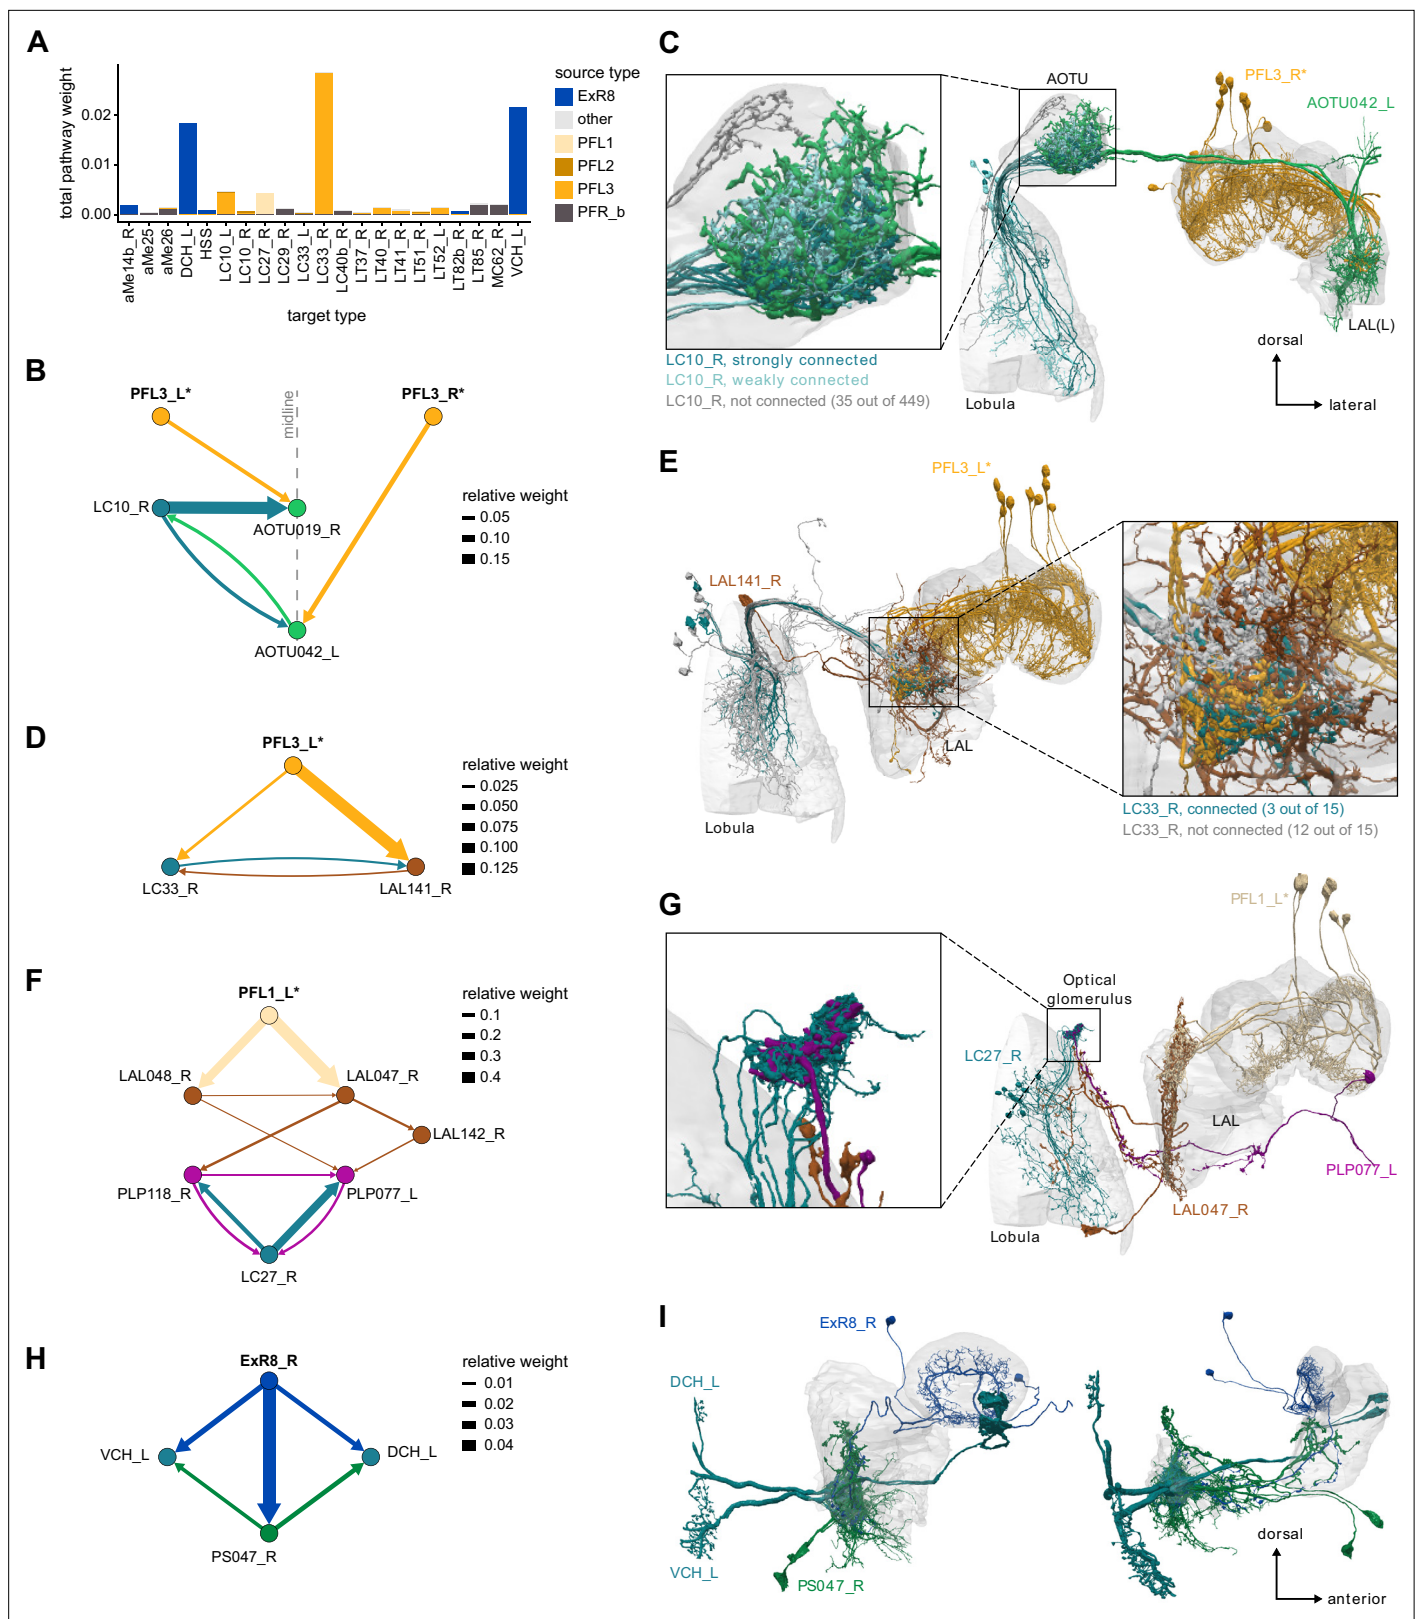 A
total pathway weight
0.02
0.01
0.00
aMe14b_R
aMe25
aMe26
DCH_L
HSS
LC10_L
LC10_R
LC27_R
LC29_R
LC33_L
LC33_R
LC40b_R
LT37_R
LT40_R
LT41_R
LT51_R
LT52_L
LT82b_R
LT85_R
MC62_R
VCH_L
target type
source type
ExR8
other
PFL1
PFL2
PFL3
PFR_b
B
PFL3_L*
PFL3_R*
midline
LC10_R
AOTU019_R
AOTU042_L
relative weight
0.05
0.10
0.15
C
AOTU
PFL3_R*
AOTU042_L
LAL(L)
LC10_R, strongly connected
LC10_R, weakly connected
LC10_R, not connected (35 out of 449)
Lobula
dorsal
lateral
D
PFL3_L*
LC33_R
LAL141_R
relative weight
0.025
0.050
0.075
0.100
0.125
E
PFL3_L*
LAL141_R
LAL
Lobula
LC33_R, connected (3 out of 15)
LC33_R, not connected (12 out of 15)
F
PFL1_L*
LAL048_R
LAL047_R
LAL142_R
PLP118_R
PLP077_L
LC27_R
relative weight
0.1
0.2
0.3
0.4
G
PFL1_L*
Optical
glomerulus
LC27_R
LAL
PLP077_L
LAL047_R
Lobula
H
ExR8_R
VCH_L
DCH_L
PS047_R
relative weight
0.01
0.02
0.03
0.04
I
ExR8_R
DCH_L
VCH_L
PS047_R
dorsal
anterior